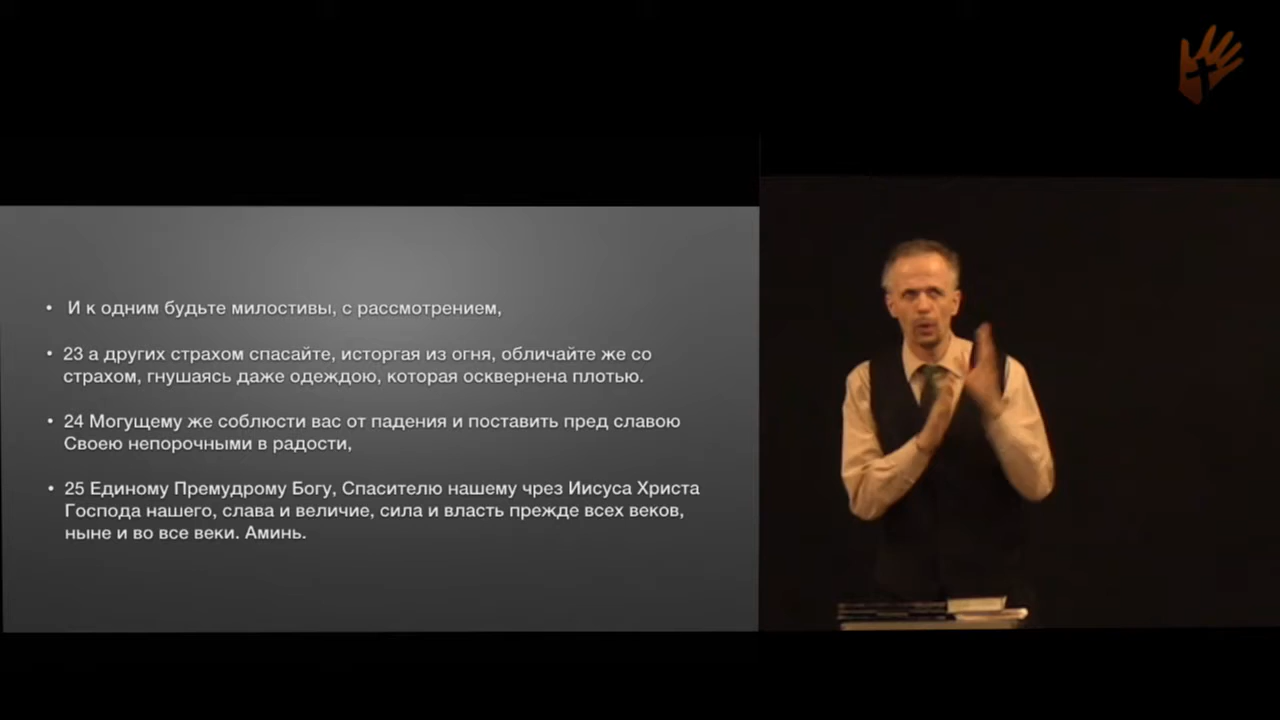 • И к одним будьте милостивы, с рассмотрением,
• 23 а других страхом спасайте, исторгая из огня, обличайте же со
страхом, гнушаясь даже одеждою, которая осквернена плотью.
• 24 Могущему же соблюсти вас от падения и поставить пред славою
Своею непорочными в радости,
• 25 Единому Премудрому Богу, Спасителю нашему чрез Иисуса Христа
Господа нашего, слава и величие, сила и власть прежде всех веков,
ныне и во все веки. Аминь.